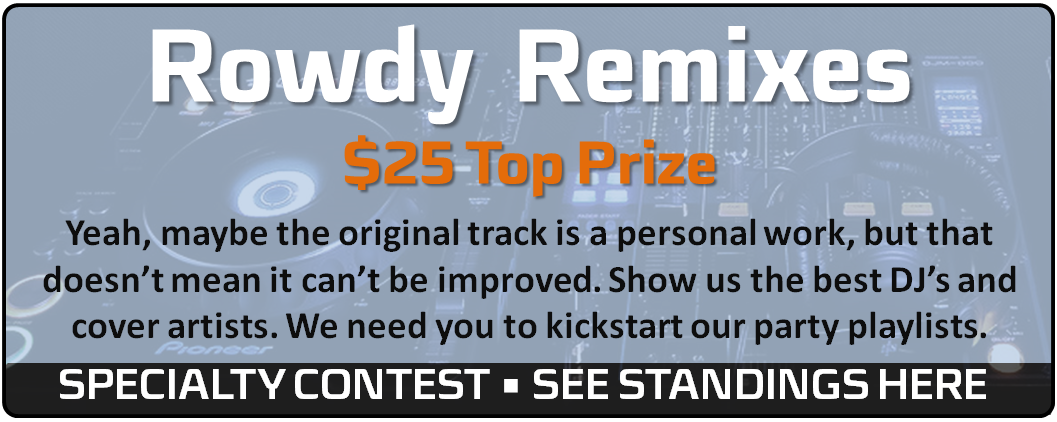 Rowdy Remixes
$25 Top Prize
Yeah, maybe the original track is a personal work, but that
doesn't mean it can't be improved. Show us the best DJ's and
cover artists. We need you to kickstart our party playlists.
Pioneer
SPECIALTY CONTEST ▪ SEE STANDINGS HERE